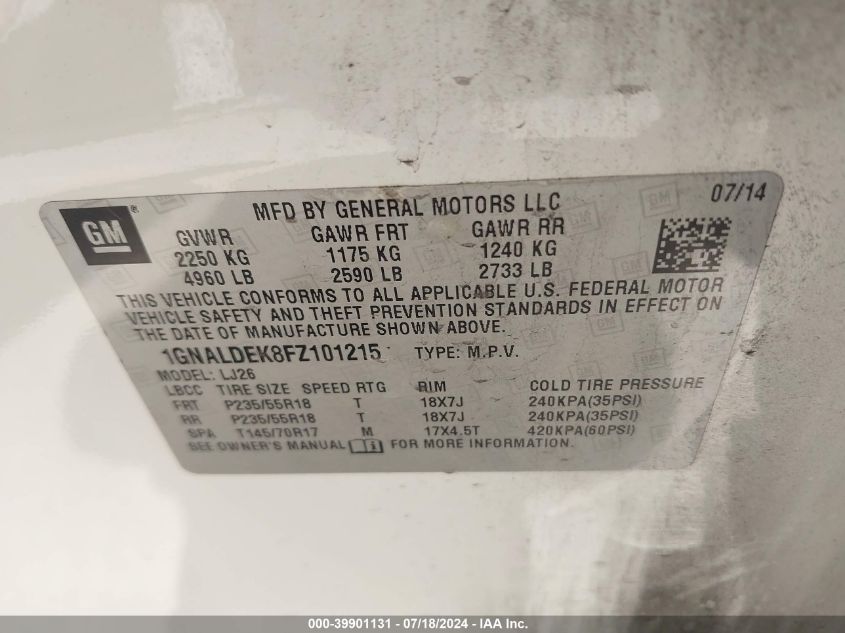 GM®
07/14
MFD BY GENERAL MOTORS LLC
GVWR GAWR FRT GAWR RR
2250 KG 1175 KG 1240 KG
4960 LB 2590 LB 2733 LB
THIS VEHICLE CONFORMS TO ALL APPLICABLE U.S. FEDERAL MOTOR
VEHICLE SAFETY AND THEFT PREVENTION STANDARDS IN EFFECT ON
THE DATE OF MANUFACTURE SHOWN ABOVE.
1GNALDEK8FZ101215 TYPE: M.P.V.
MODEL: LJ26
LBCC TIRE SIZE SPEED RTG RIM COLD TIRE PRESSURE
FRT P235/55R18 T 18X7J 240KPA(35PSI)
RR P235/55R18 T 18X7J 240KPA(35PSI)
SPA T145/70R17 M 17X4.5T 420KPA(60PSI)
SEE OWNER'S MANUAL FOR MORE INFORMATION.
000-39901131 - 07/18/2024 - IAA Inc.